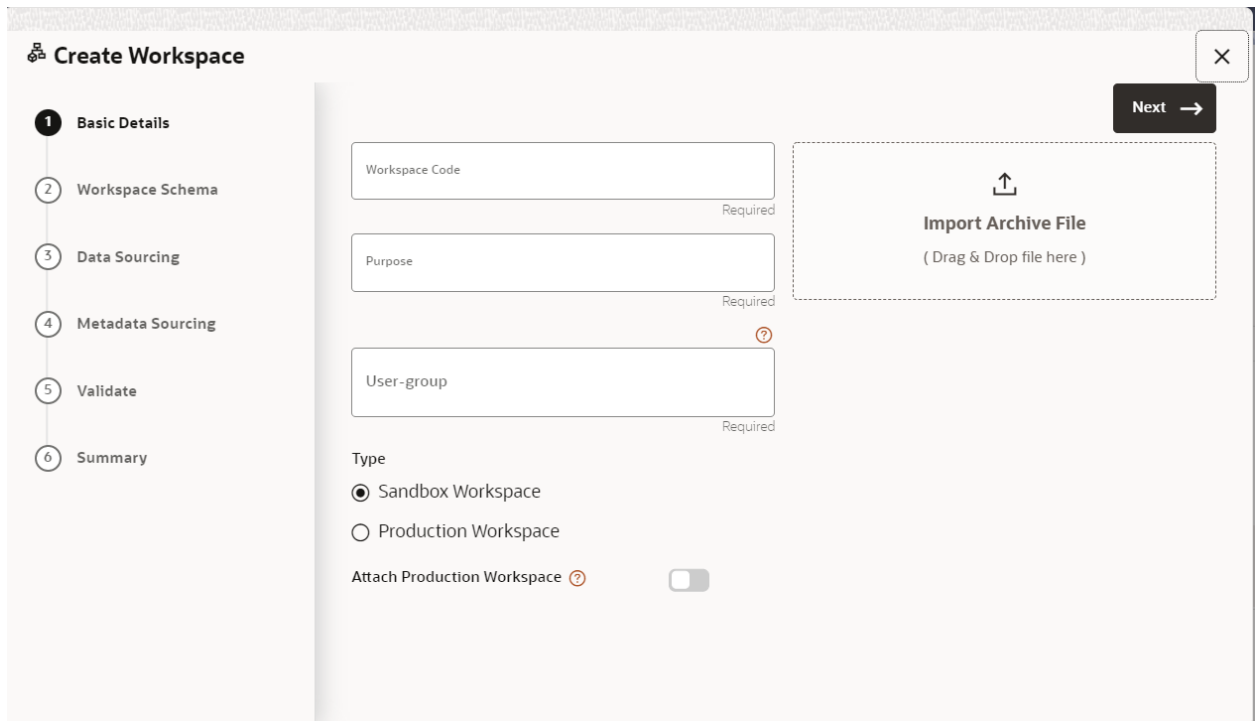 Create Workspace
1 Basic Details
2 Workspace Schema
3 Data Sourcing
4 Metadata Sourcing
5 Validate
6 Summary
Next
Workspace Code
Required
Purpose
Required
?
User-group
Required
Type
Sandbox Workspace
Production Workspace
Attach Production Workspace ?
Import Archive File
( Drag & Drop file here )